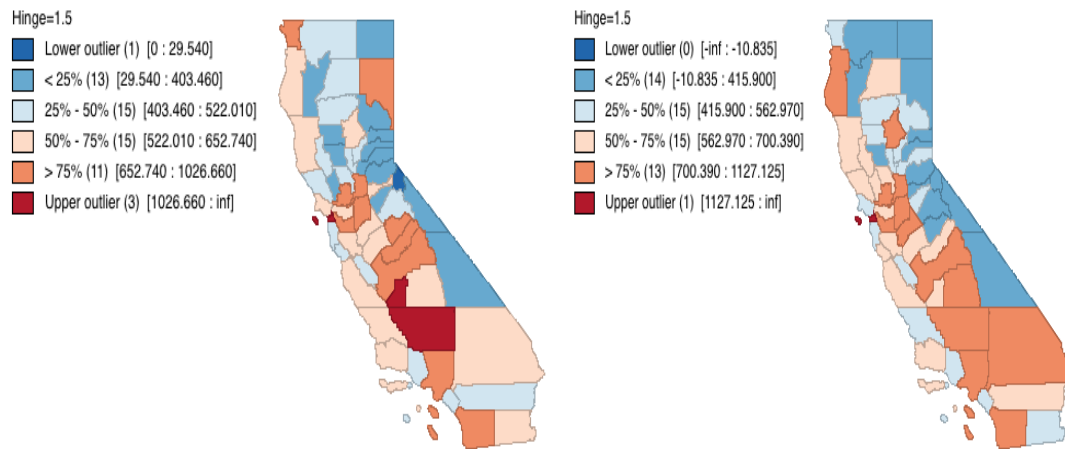 Hinge=1.5
Lower outlier (1) [0 : 29.540]
< 25% (13) [29.540 : 403.460]
25% - 50% (15) [403.460 : 522.010]
50% - 75% (15) [522.010 : 652.740]
> 75% (11) [652.740 : 1026.660]
Upper outlier (3) [1026.660 : inf]
Hinge=1.5
Lower outlier (0) [-inf : -10.835]
< 25% (14) [-10.835 : 415.900]
25% - 50% (15) [415.900 : 562.970]
50% - 75% (15) [562.970 : 700.390]
> 75% (13) [700.390 : 1127.125]
Upper outlier (1) [1127.125 : inf]